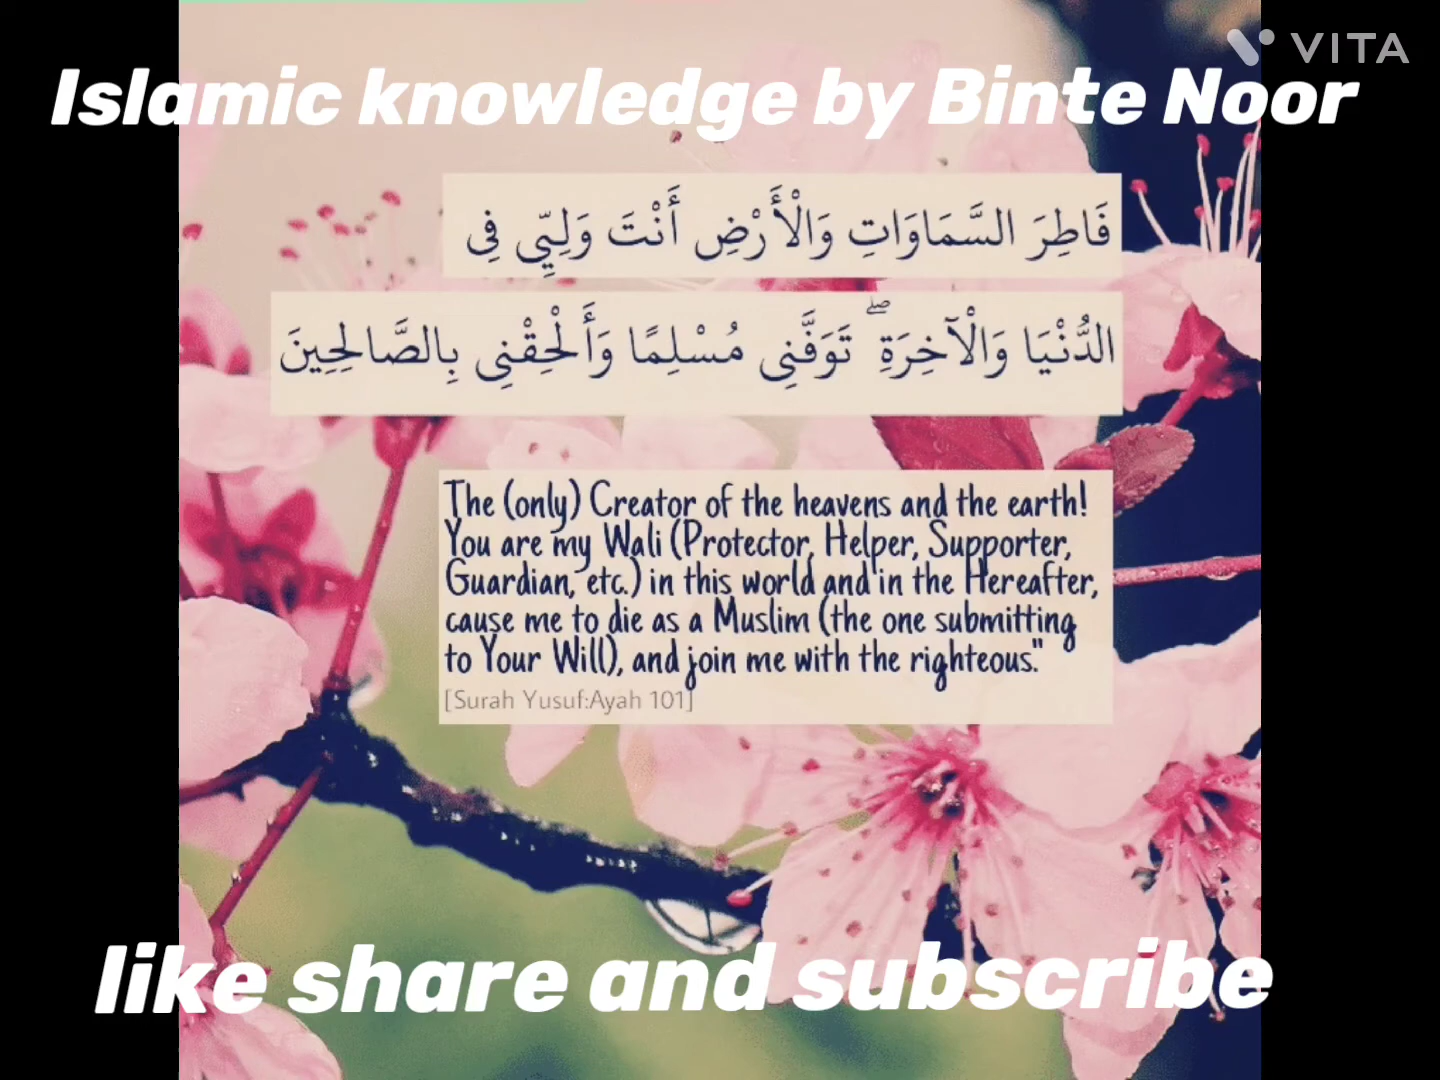 VITA
Islamic knowledge by Binte Noor
فَاطِرَ السَّمَاوَاتِ وَالْأَرْضِ أَنْتَ وَلِيِّي فِي
الدُّنْيَا وَالْآخِرَةِ ۖ تَوَفَّنِي مُسْلِمًا وَأَلْحِقْنِي بِالصَّالِحِينَ
The (only) Creator of the heavens and the earth!
You are my Wali (Protector, Helper, Supporter,
Guardian, etc.) in this world and in the Hereafter,
cause me to die as a Muslim (the one submitting
to Your Will), and join me with the righteous."
[Surah Yusuf:Ayah 101]
like share and subscribe